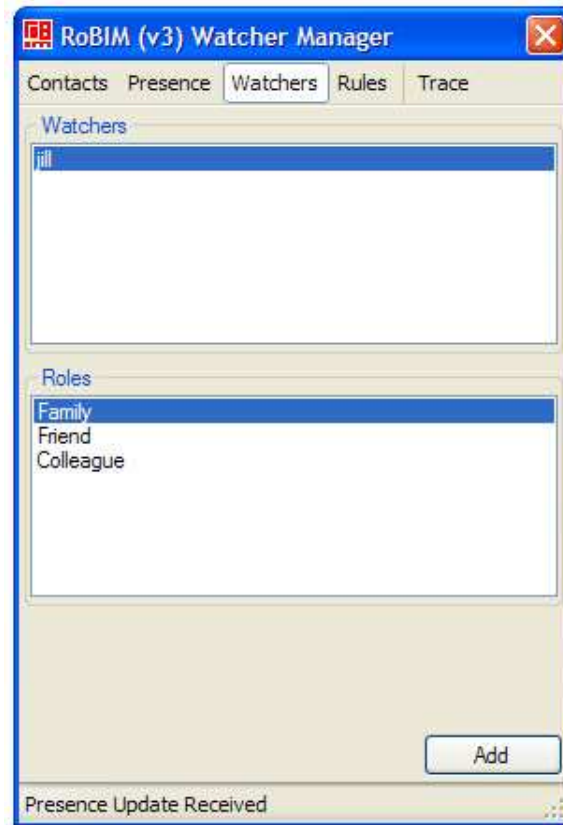 RoBIM (v3) Watcher Manager
Contacts Presence Watchers Rules Trace
Watchers
jill
Roles
Family
Friend
Colleague
Add
Presence Update Received